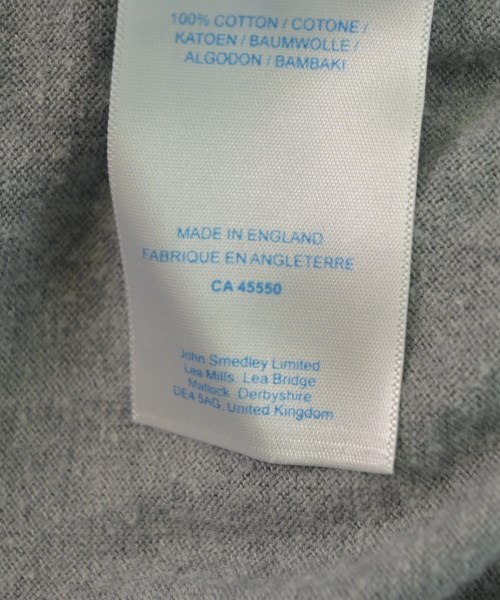 100% COTTON / COTONE /
KATOEN / BAUMWOLLE /
ALGODON / BAMBAKI
MADE IN ENGLAND
FABRIQUE EN ANGLETERRE
CA 45550
John Smedley Limited
Lea Mills Lea Bridge
Matlock Derbyshire
DE4 5AG, United Kingdom